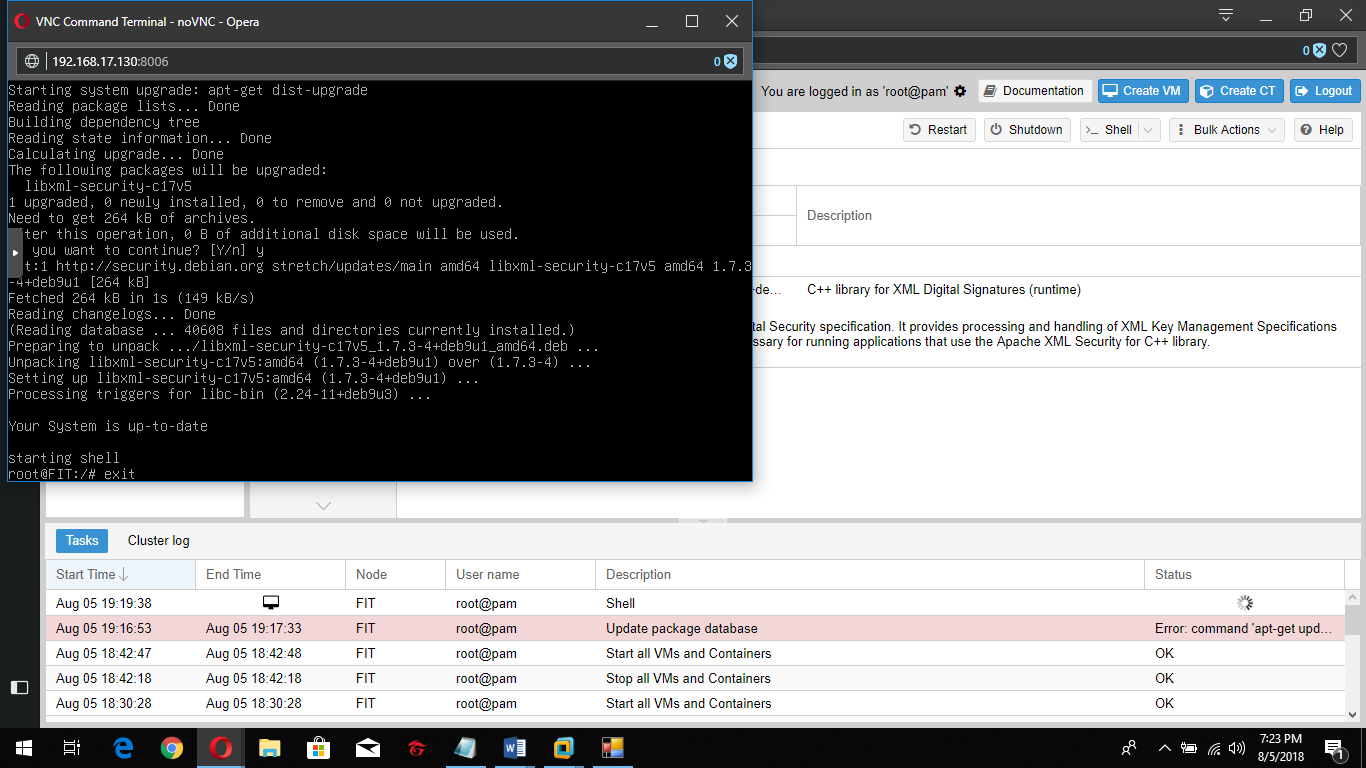 VNC Command Terminal - noVNC - Opera
192.168.17.130:8006
0
0
Starting system upgrade: apt-get dist-upgrade
Reading package lists... Done
Building dependency tree
Reading state information... Done
Calculating upgrade... Done
The following packages will be upgraded:
libxml-security-c17v5
1 upgraded, 0 newly installed, 0 to remove and 0 not upgraded.
Need to get 264 kB of archives.
ter this operation, 0 B of additional disk space will be used.
you want to continue? [Y/n] y
t:1 http://security.debian.org stretch/updates/main amd64 libxml-security-c17v5 amd64 1.7.3
-4+deb9u1 [264 kB]
Fetched 264 kB in 1s (149 kB/s)
Reading changelogs... Done
(Reading database ... 40608 files and directories currently installed.)
Preparing to unpack .../libxml-security-c17v5_1.7.3-4+deb9u1_amd64.deb ...
Unpacking libxml-security-c17v5:amd64 (1.7.3-4+deb9u1) over (1.7.3-4) ...
Setting up libxml-security-c17v5:amd64 (1.7.3-4+deb9u1) ...
Processing triggers for libc-bin (2.24-11+deb9u3) ...
Your System is up-to-date
starting shell
root@FIT:/# exit
You are logged in as 'root@pam' Documentation Create VM Create CT Logout
Restart Shutdown >_ Shell Bulk Actions Help
Description
-de... C++ library for XML Digital Signatures (runtime)
tal Security specification. It provides processing and handling of XML Key Management Specifications
ssary for running applications that use the Apache XML Security for C++ library.
Tasks Cluster log
Start Time End Time Node User name Description Status
Aug 05 19:19:38 FIT root@pam Shell
Aug 05 19:16:53 Aug 05 19:17:33 FIT root@pam Update package database Error: command 'apt-get upd...
Aug 05 18:42:47 Aug 05 18:42:48 FIT root@pam Start all VMs and Containers OK
Aug 05 18:42:18 Aug 05 18:42:18 FIT root@pam Stop all VMs and Containers OK
Aug 05 18:30:28 Aug 05 18:30:28 FIT root@pam Start all VMs and Containers OK
7:23 PM
8/5/2018
1